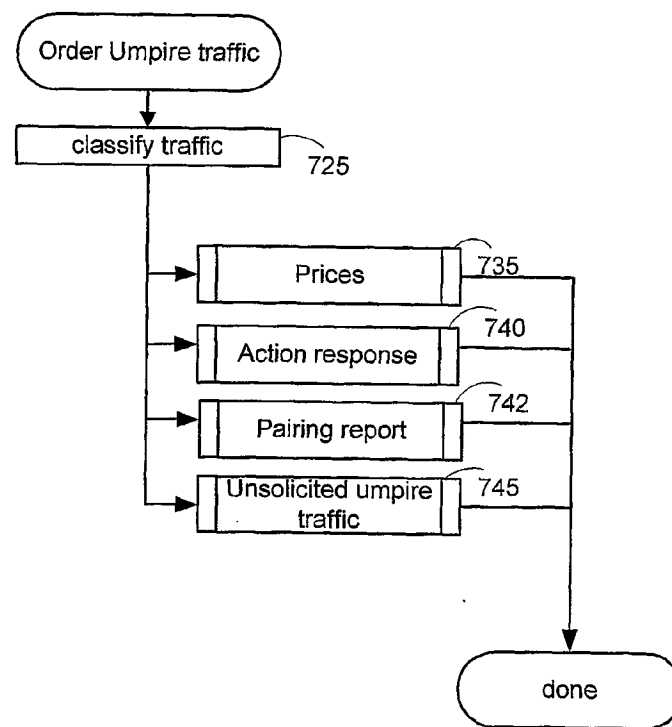 Order Umpire traffic
classify traffic
725
Prices
735
Action response
740
Pairing report
742
Unsolicited umpire
traffic
745
done